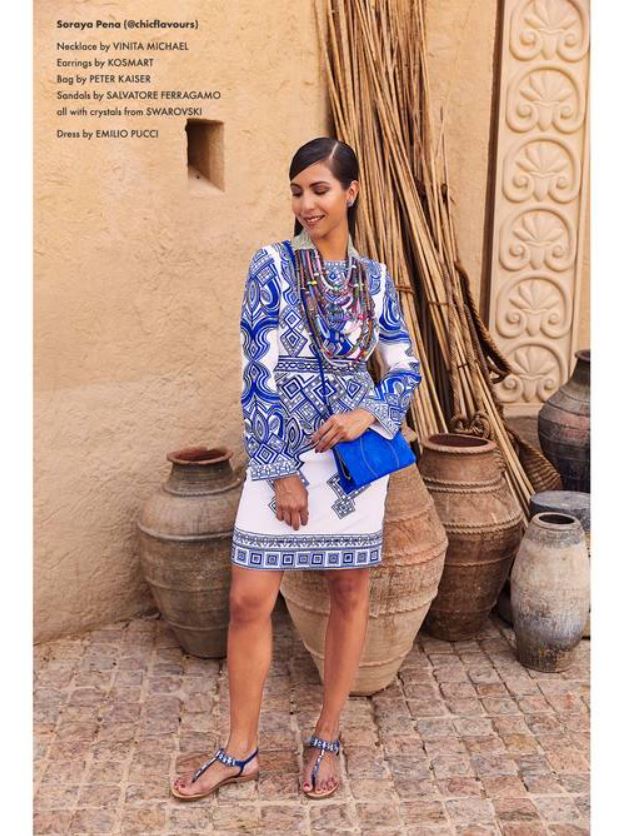 Soraya Pena (@chicflavours)
Necklace by VINITA MICHAEL
Earrings by KOSMART
Bag by PETER KAISER
Sandals by SALVATORE FERRAGAMO
all with crystals from SWAROVSKI
Dress by EMILIO PUCCI